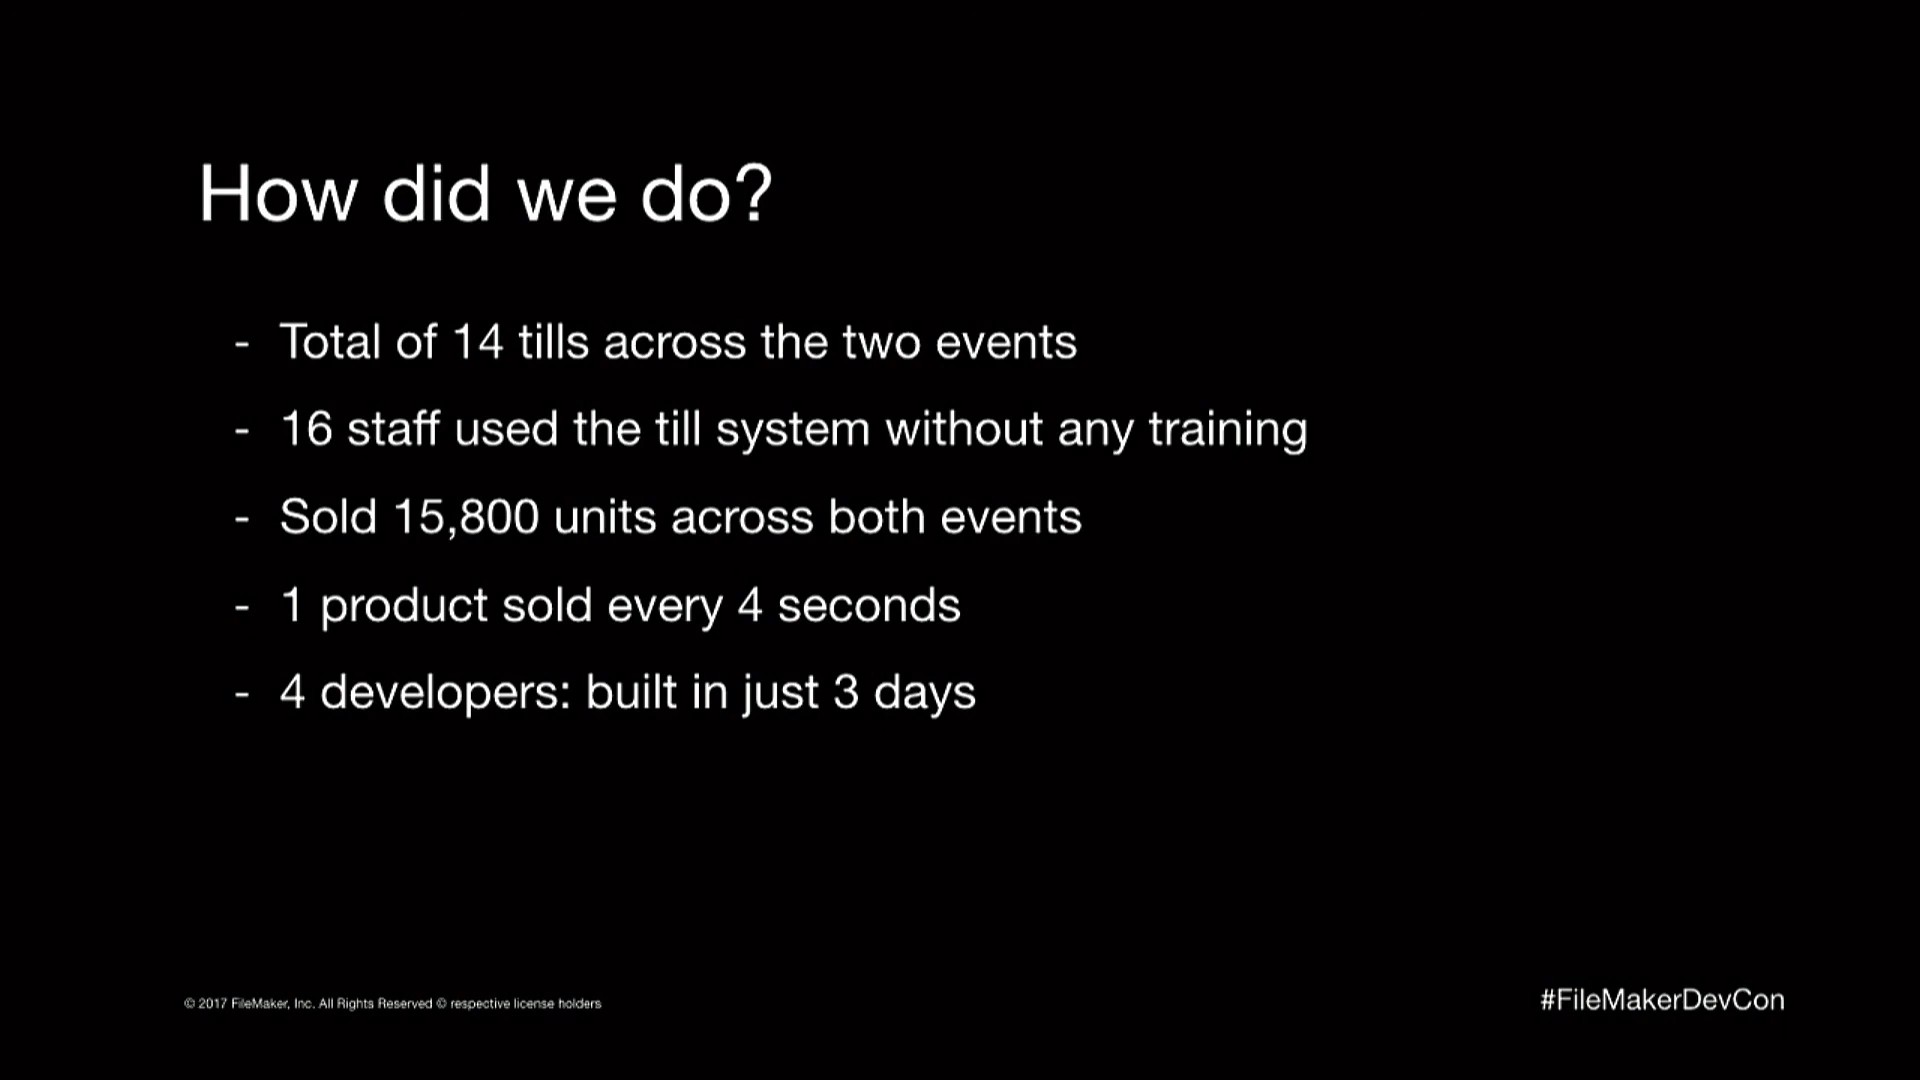 How did we do?
- Total of 14 tills across the two events
- 16 staff used the till system without any training
- Sold 15,800 units across both events
- 1 product sold every 4 seconds
- 4 developers: built in just 3 days
© 2017 FileMaker, Inc. All Rights Reserved © respective license holders
#FileMakerDevCon